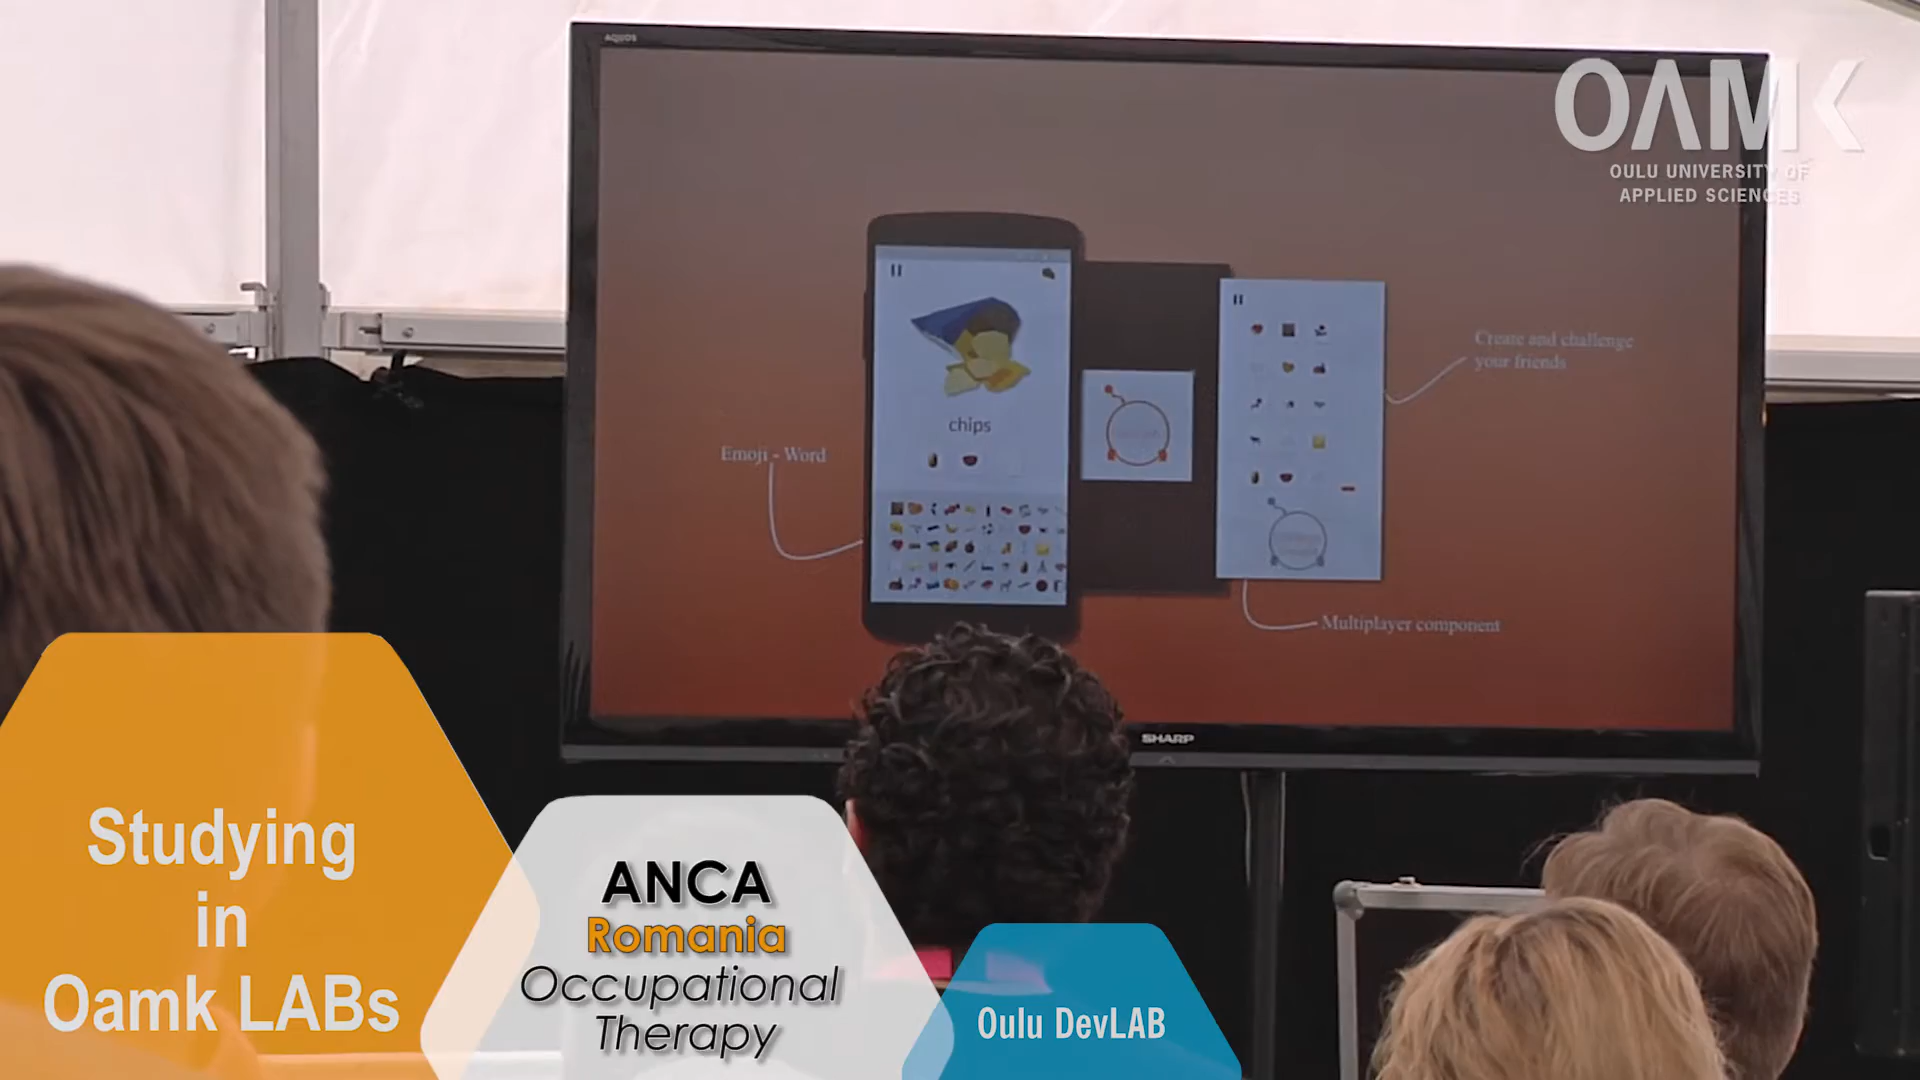 AQUOS
OAMK
OULU UNIVERSITY OF
APPLIED SCIENCES
Create and challenge
your friends
chips
Emoji - Word
Multiplayer component
SHARP
Studying
in
Oamk LABs
ANCA
Romania
Occupational
Therapy
Oulu DevLAB